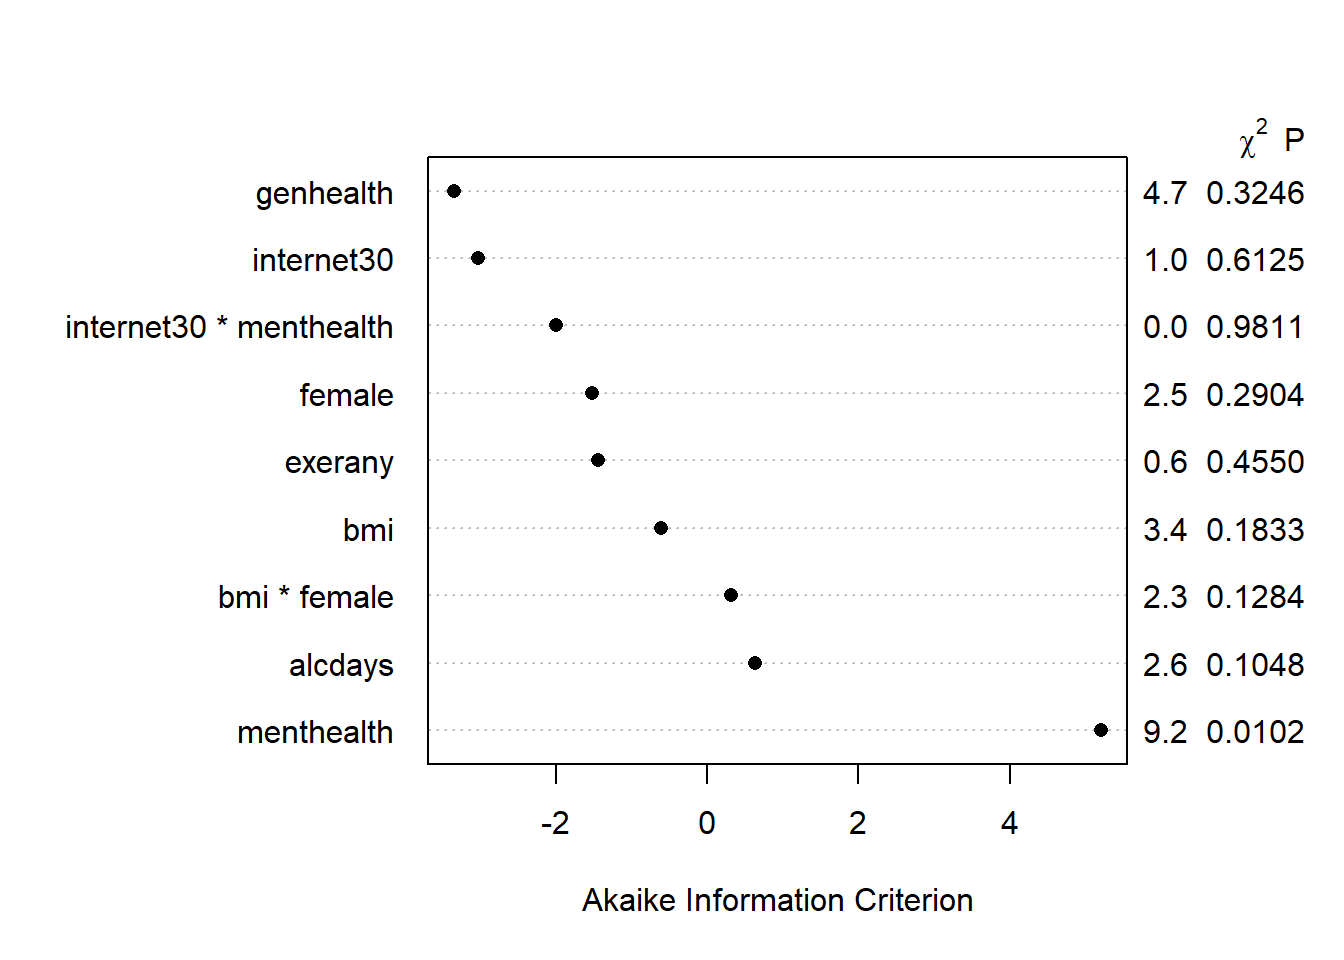 χ2 P
genhealth 4.7 0.3246
internet30 1.0 0.6125
internet30 * menthealth 0.0 0.9811
female 2.5 0.2904
exerany 0.6 0.4550
bmi 3.4 0.1833
bmi * female 2.3 0.1284
alcdays 2.6 0.1048
menthealth 9.2 0.0102
-2 0 2 4
Akaike Information Criterion